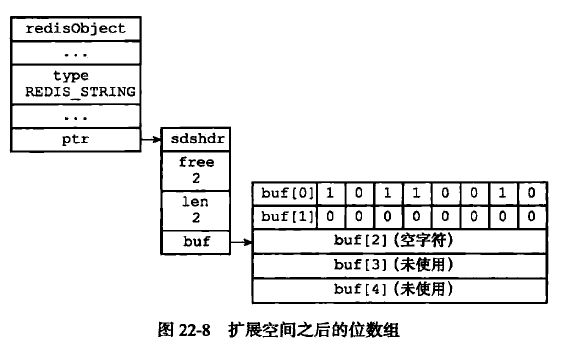 redisObject
...
type
REDIS_STRING
...
ptr
sdshdr
free
2
len
2
buf
buf[0] 1 0 1 1 0 0 1 0
buf[1] 0 0 0 0 0 0 0 0
buf[2](空字符)
buf[3](未使用)
buf[4](未使用)
图 22-8 扩展空间之后的位数组